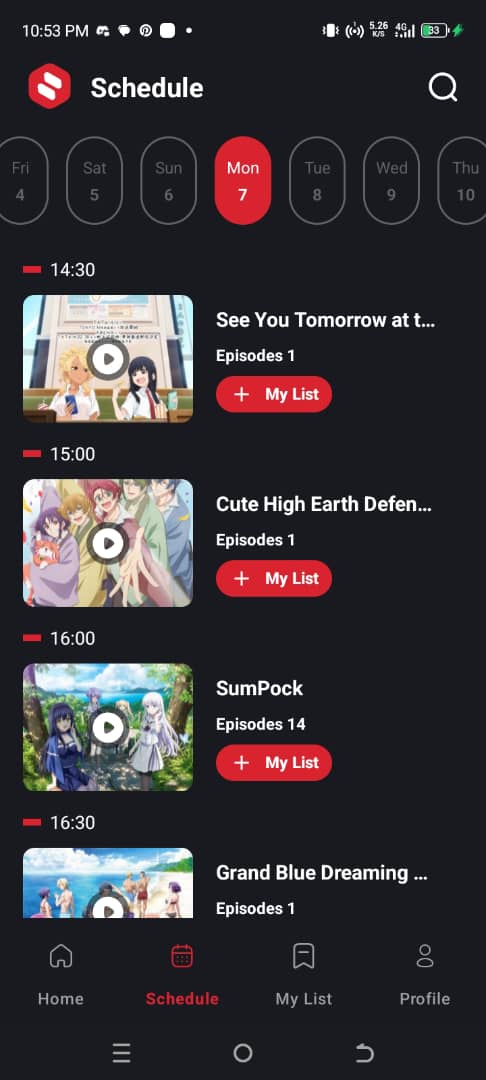 10:53 PM
5.26 K/S
4G
33
Schedule
Fri Sat Sun Mon Tue Wed Thu
4 5 6 7 8 9 10
14:30
See You Tomorrow at t...
Episodes 1
+ My List
15:00
Cute High Earth Defen...
Episodes 1
+ My List
16:00
SumPock
Episodes 14
+ My List
16:30
Grand Blue Dreaming ...
Episodes 1
Home Schedule My List Profile